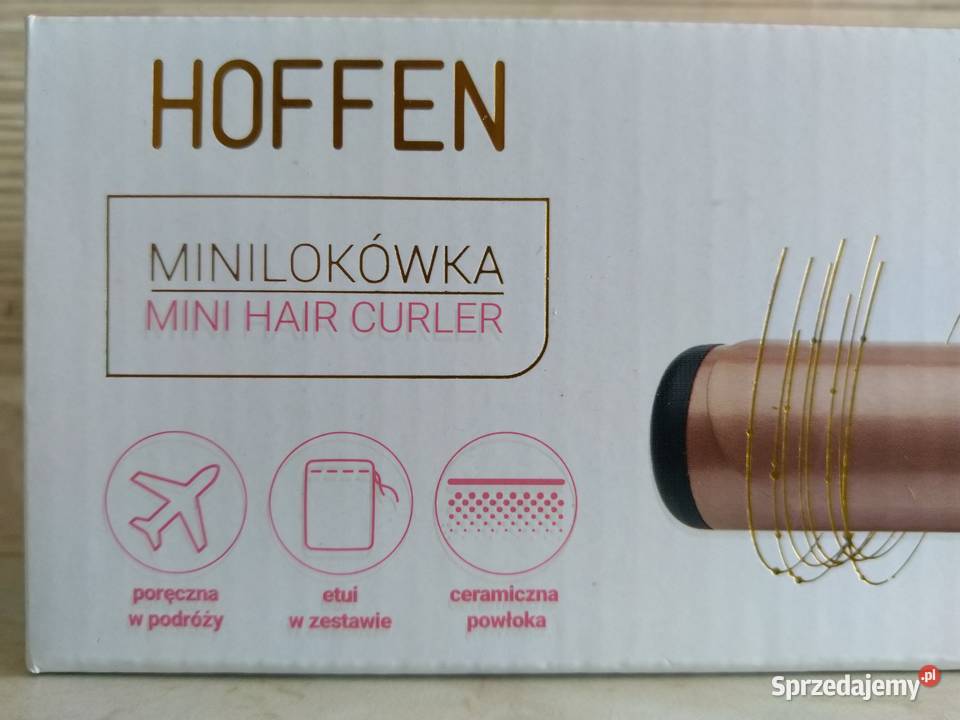 HOFFEN
MINILOKÓWKA
MINI HAIR CURLER
poręczna
w podróży
etui
w zestawie
ceramiczna
powłoka
Sprzedajemy.pl